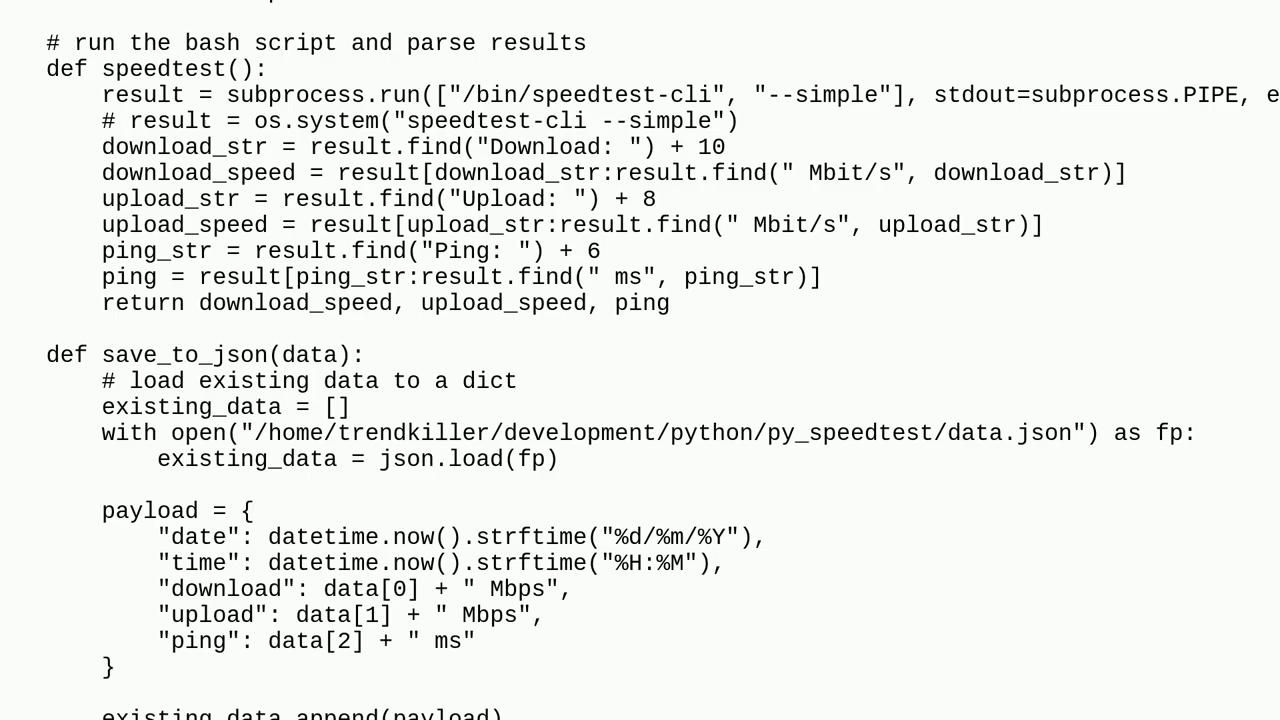 # run the bash script and parse results
def speedtest():
    result = subprocess.run(["/bin/speedtest-cli", "--simple"], stdout=subprocess.PIPE, e
    # result = os.system("speedtest-cli --simple")
    download_str = result.find("Download: ") + 10
    download_speed = result[download_str:result.find(" Mbit/s", download_str)]
    upload_str = result.find("Upload: ") + 8
    upload_speed = result[upload_str:result.find(" Mbit/s", upload_str)]
    ping_str = result.find("Ping: ") + 6
    ping = result[ping_str:result.find(" ms", ping_str)]
    return download_speed, upload_speed, ping

def save_to_json(data):
    # load existing data to a dict
    existing_data = []
    with open("/home/trendkiller/development/python/py_speedtest/data.json") as fp:
        existing_data = json.load(fp)

    payload = {
        "date": datetime.now().strftime("%d/%m/%Y"),
        "time": datetime.now().strftime("%H:%M"),
        "download": data[0] + " Mbps",
        "upload": data[1] + " Mbps",
        "ping": data[2] + " ms"
    }

    existing_data.append(payload)